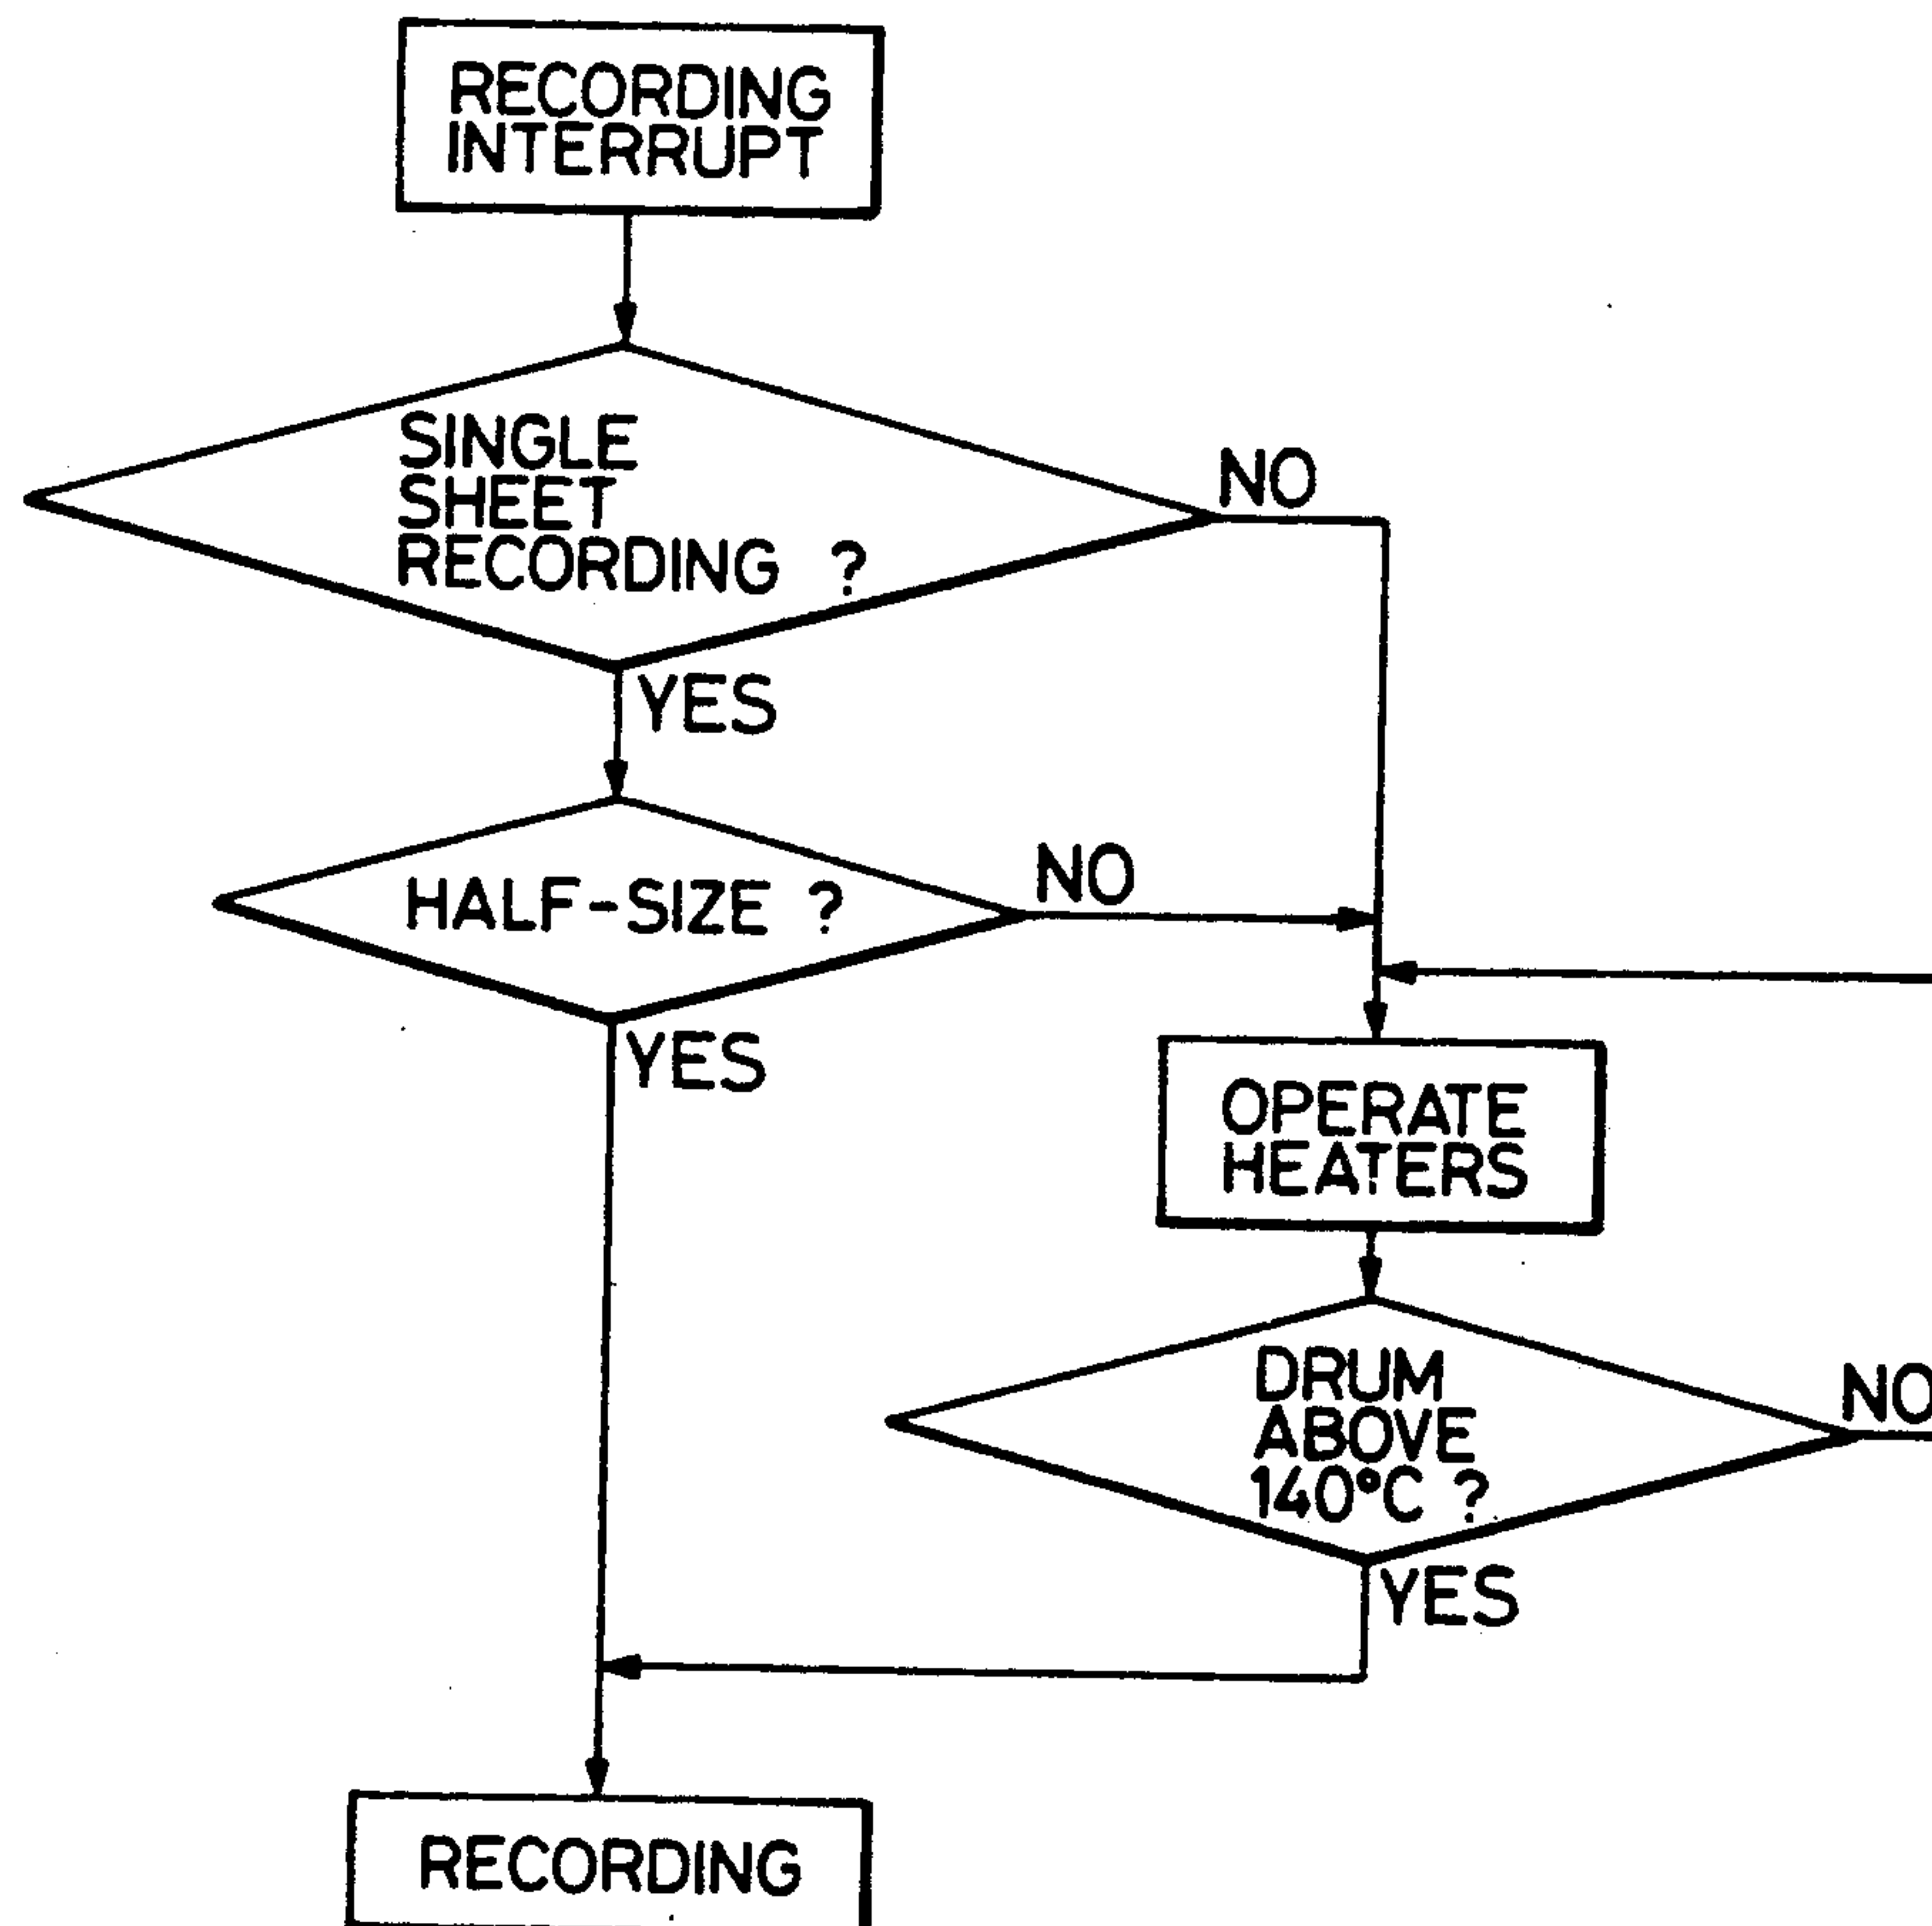 RECORDING
INTERRUPT
SINGLE
SHEET
RECORDING ?
NO
YES
HALF-SIZE ?
NO
YES
OPERATE
HEATERS
DRUM
ABOVE
140°C ?
NO
YES
RECORDING